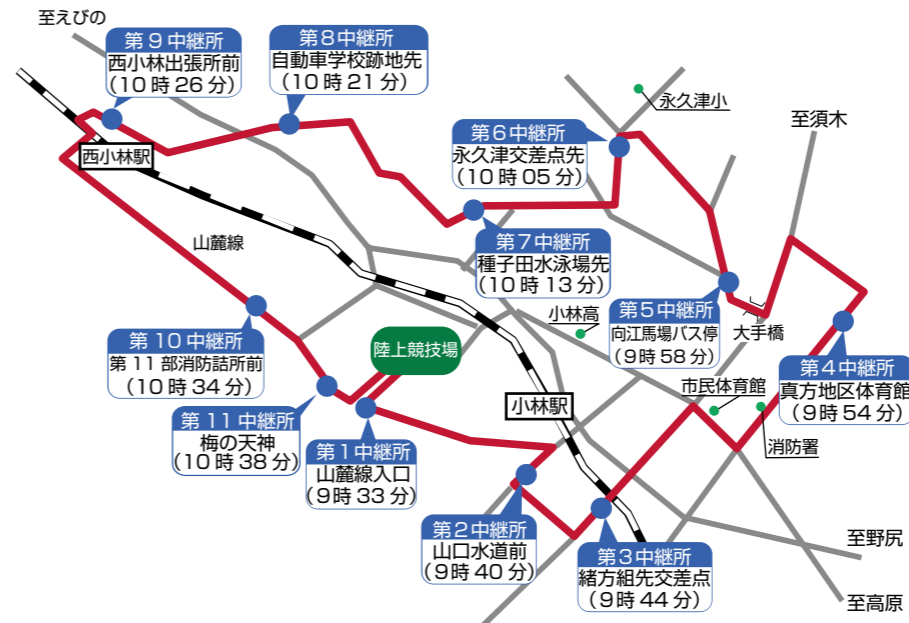 至えびの
第9中継所
西小林出張所前
(10時26分)
第8中継所
自動車学校跡地先
(10時21分)
永久津小
至須木
第6中継所
永久津交差点先
(10時05分)
西小林駅
山麓線
第7中継所
種子田水泳場先
(10時13分)
第5中継所
向江馬場バス停
(9時58分)
大手橋
小林高
第10中継所
第11部消防詰所前
(10時34分)
陸上競技場
第4中継所
真方地区体育館
(9時54分)
市民体育館
小林駅
第11中継所
梅の天神
(10時38分)
第1中継所
山麓線入口
(9時33分)
消防署
第2中継所
山口水道前
(9時40分)
第3中継所
緒方組先交差点
(9時44分)
至野尻
至高原